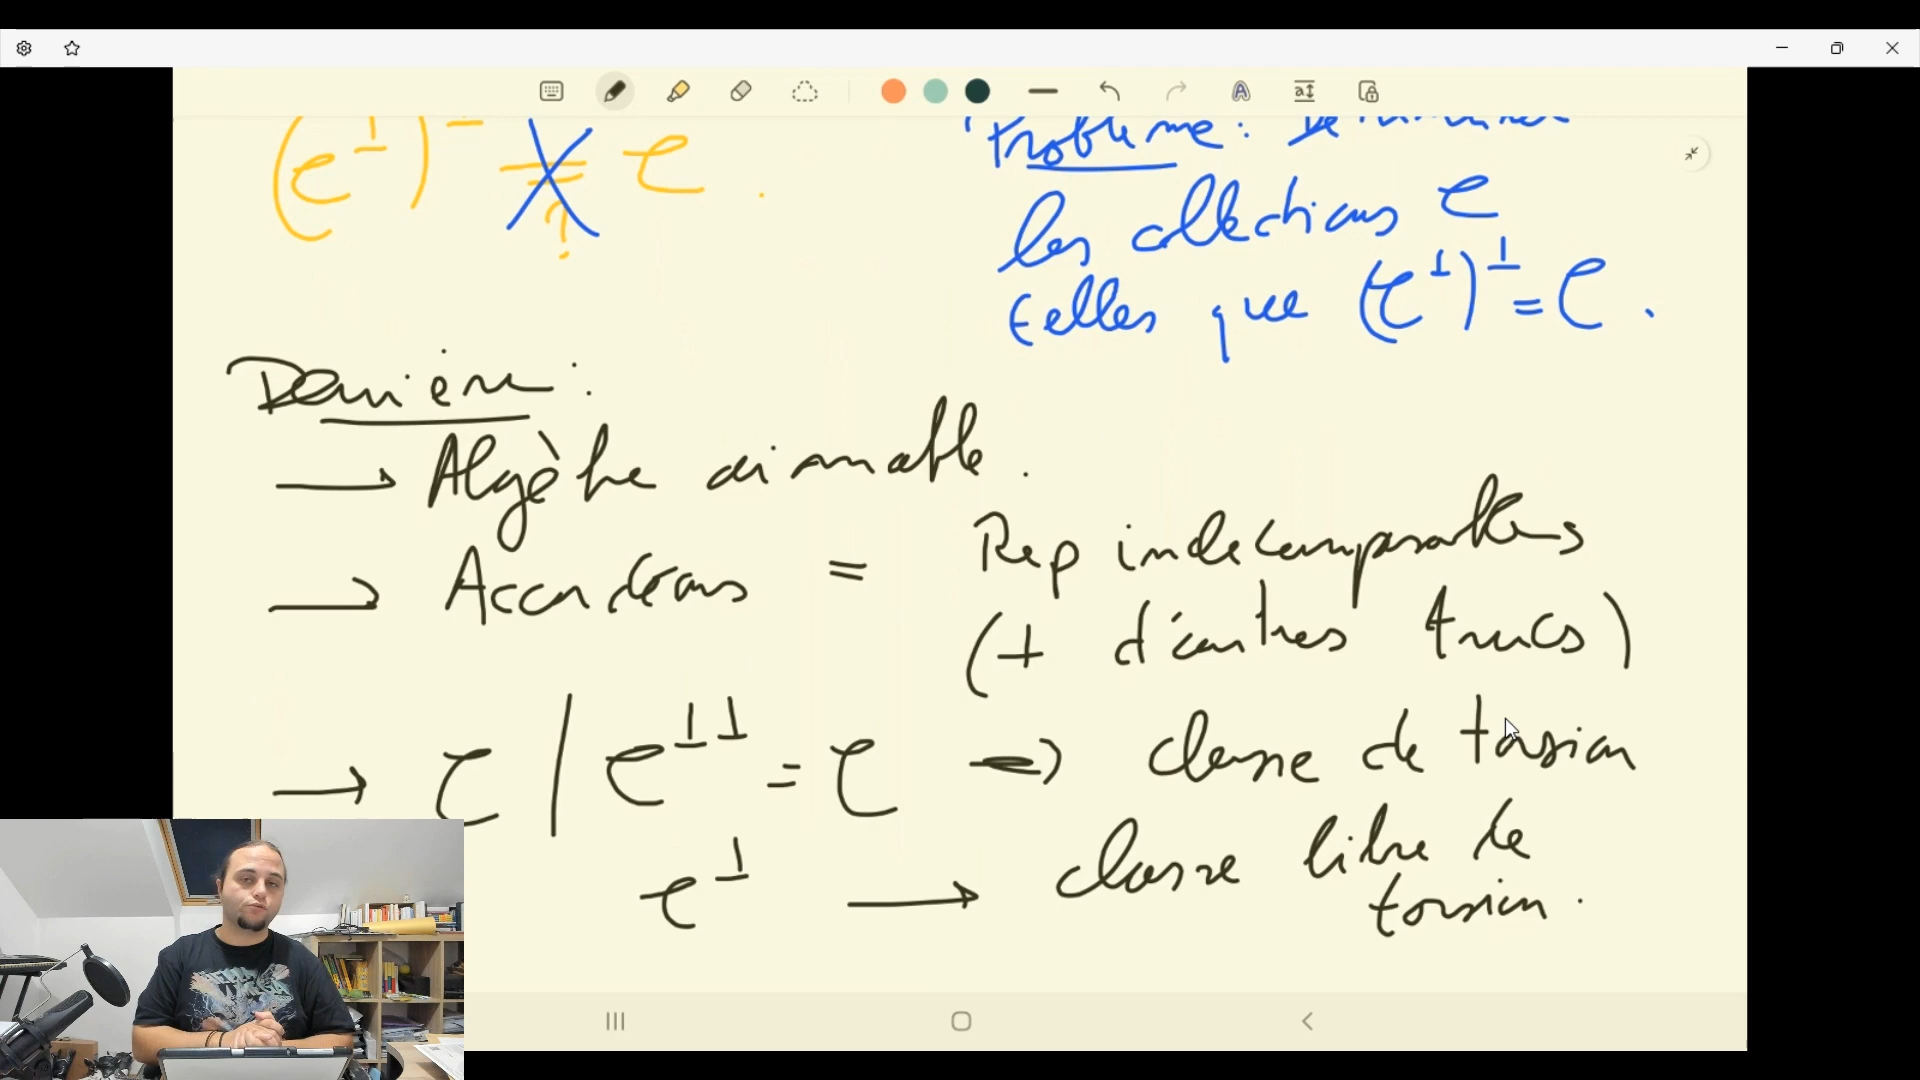 (C⊥)⊥ = C .
?
Problème : Déterminer
les collections C
telles que (C⊥)⊥ = C .
Derrière :
→ Algèbre aimable .
→ Accordéons = Rep indécomposables
(+ d'autres trucs)
→ C | C⊥⊥ = C ⇒ classe de torsion
C⊥ → classe libre de
torsion .